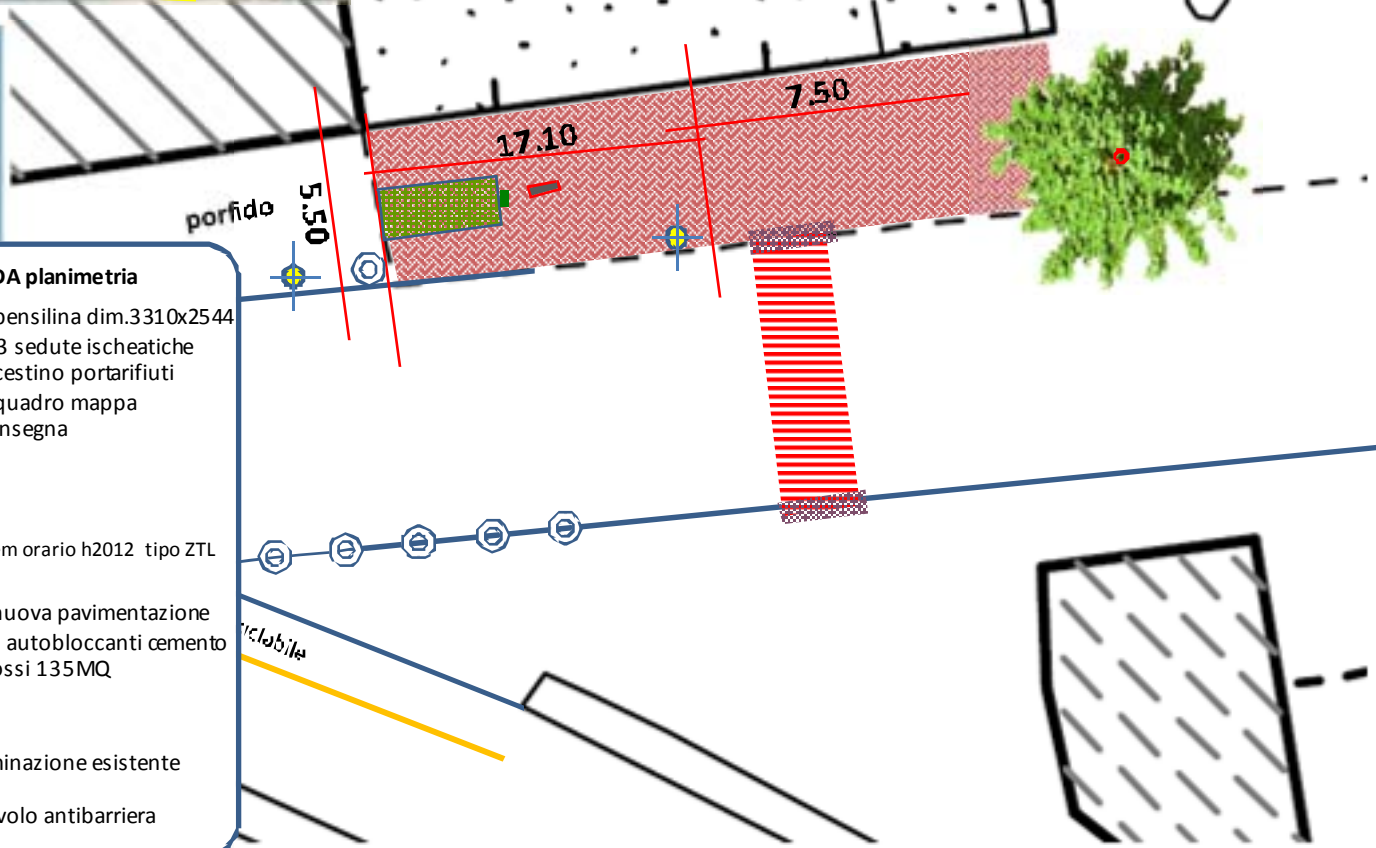 7.50
17.10
5.50
porfido
DA planimetria
pensilina dim.3310x2544
3 sedute ischeatiche
cestino portarifiuti
quadro mappa
nsegna
m orario h2012 tipo ZTL
nuova pavimentazione
autobloccanti cemento
ossi 135MQ
iclabile
minazione esistente
volo antibarriera